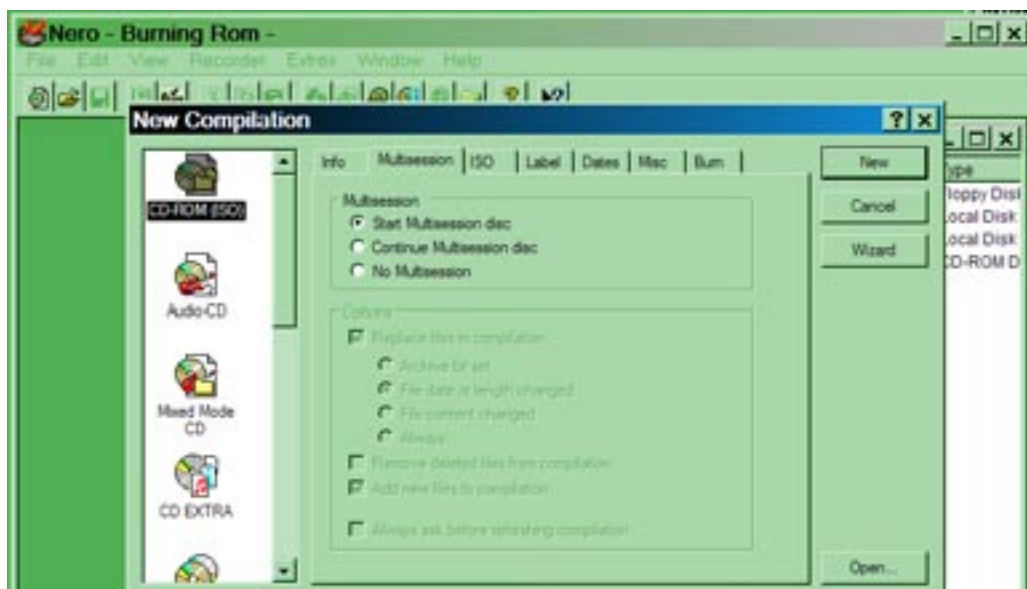 Nero - Burning Rom -
File Edit View Recorder Extras Window Help
New Compilation
CD-ROM (ISO)
Audio-CD
Mixed Mode
CD
CD EXTRA
Info Multisession ISO Label Dates Misc Burn
Multisession
Start Multisession disc
Continue Multisession disc
No Multisession
Options
Replace files in compilation
Archive bit set
File date or length changed
File content changed
Always
Remove deleted files from compilation
Add new files to compilation
Always ask before refreshing compilation
New
Cancel
Wizard
Open...
ype
loppy Disk
ocal Disk
ocal Disk
CD-ROM D